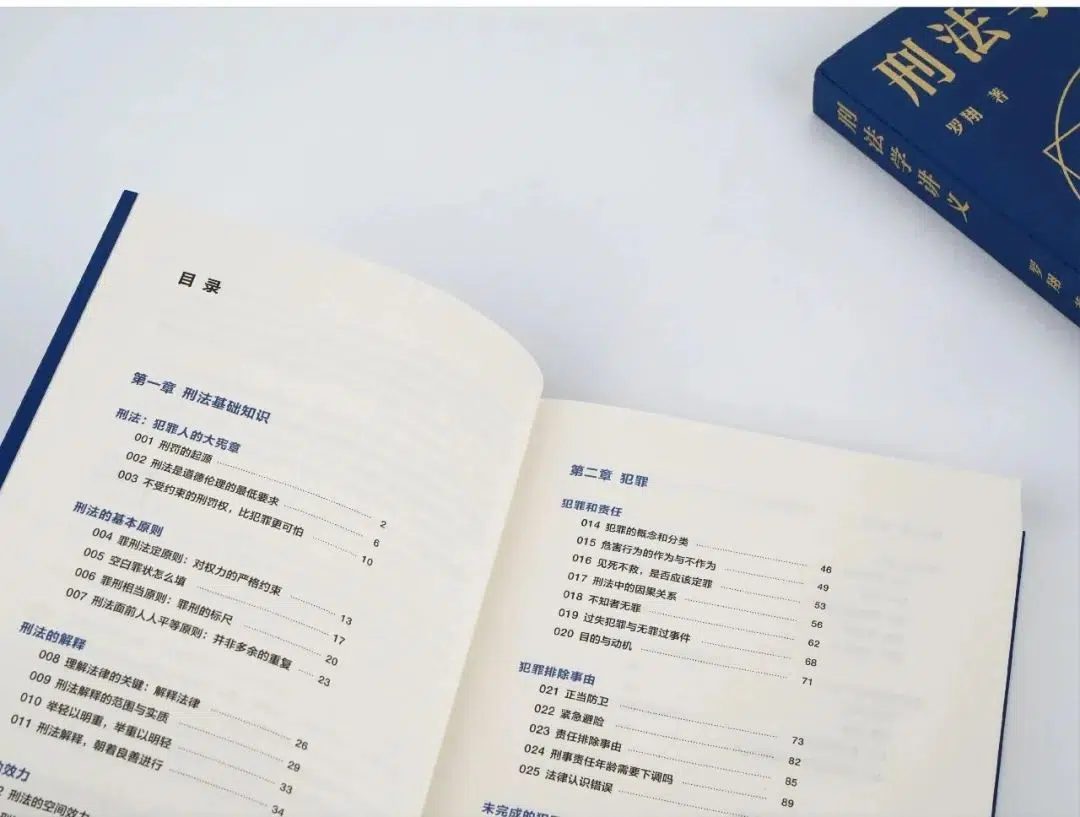 刑法学
罗翔 著
刑法学讲义
罗翔
目录
第一章 刑法基础知识
刑法：犯罪人的大宪章
001 刑罚的起源 2
002 刑法是道德伦理的最低要求 6
003 不受约束的刑罚权，比犯罪更可怕 10
刑法的基本原则
004 罪刑法定原则：对权力的严格约束 13
005 空白罪状怎么填 17
006 罪刑相当原则：罪刑的标尺 20
007 刑法面前人人平等原则：并非多余的重复 23
刑法的解释
008 理解法律的关键：解释法律 26
009 刑法解释的范围与实质 29
010 举轻以明重，举重以明轻 33
011 刑法解释，朝着良善进行 34
效力
2 刑法的空间效力
第二章 犯罪
犯罪和责任
014 犯罪的概念和分类 46
015 危害行为的作为与不作为 49
016 见死不救，是否应该定罪 53
017 刑法中的因果关系 56
018 不知者无罪 62
019 过失犯罪与无罪过事件 68
020 目的与动机 71
犯罪排除事由
021 正当防卫 73
022 紧急避险 82
023 责任排除事由 85
024 刑事责任年龄需要下调吗 89
025 法律认识错误
未完成的犯